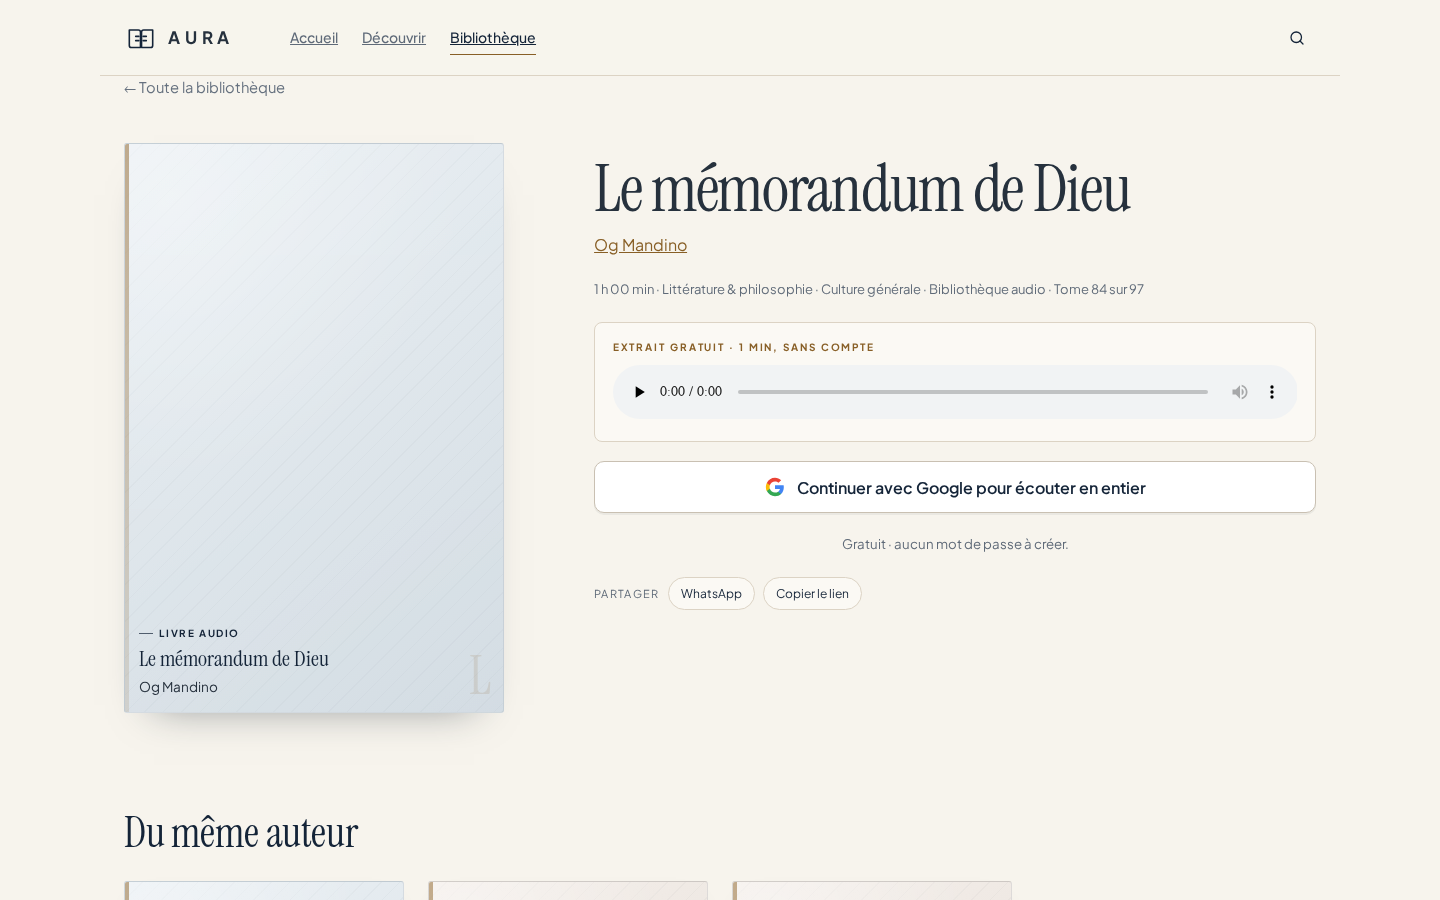 AURA
Accueil
Découvrir
Bibliothèque
← Toute la bibliothèque
LIVRE AUDIO
Le mémorandum de Dieu
Og Mandino
L
Le mémorandum de Dieu
Og Mandino
1 h 00 min · Littérature & philosophie · Culture générale · Bibliothèque audio · Tome 84 sur 97
EXTRAIT GRATUIT · 1 MIN, SANS COMPTE
0:00 / 0:00
Continuer avec Google pour écouter en entier
Gratuit · aucun mot de passe à créer.
PARTAGER
WhatsApp
Copier le lien
Du même auteur